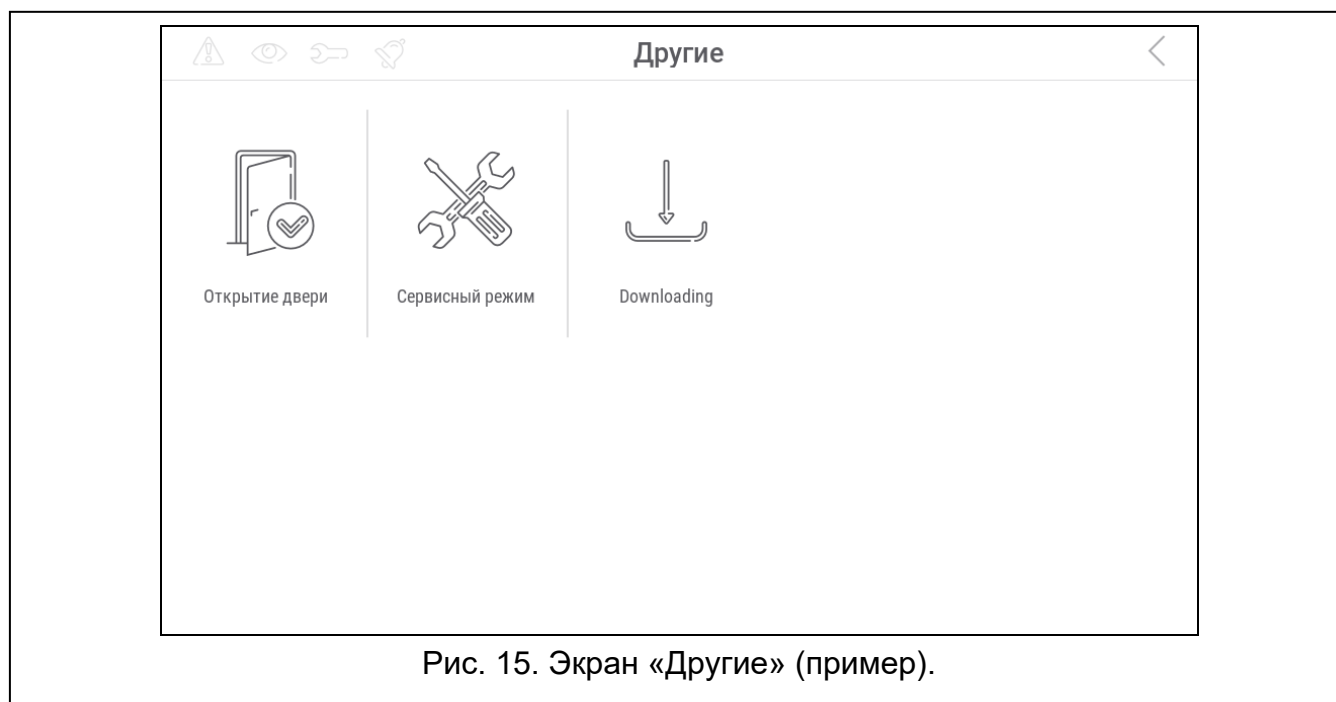 Другие
Открытие двери
Сервисный режим
Downloading
Рис. 15. Экран «Другие» (пример).